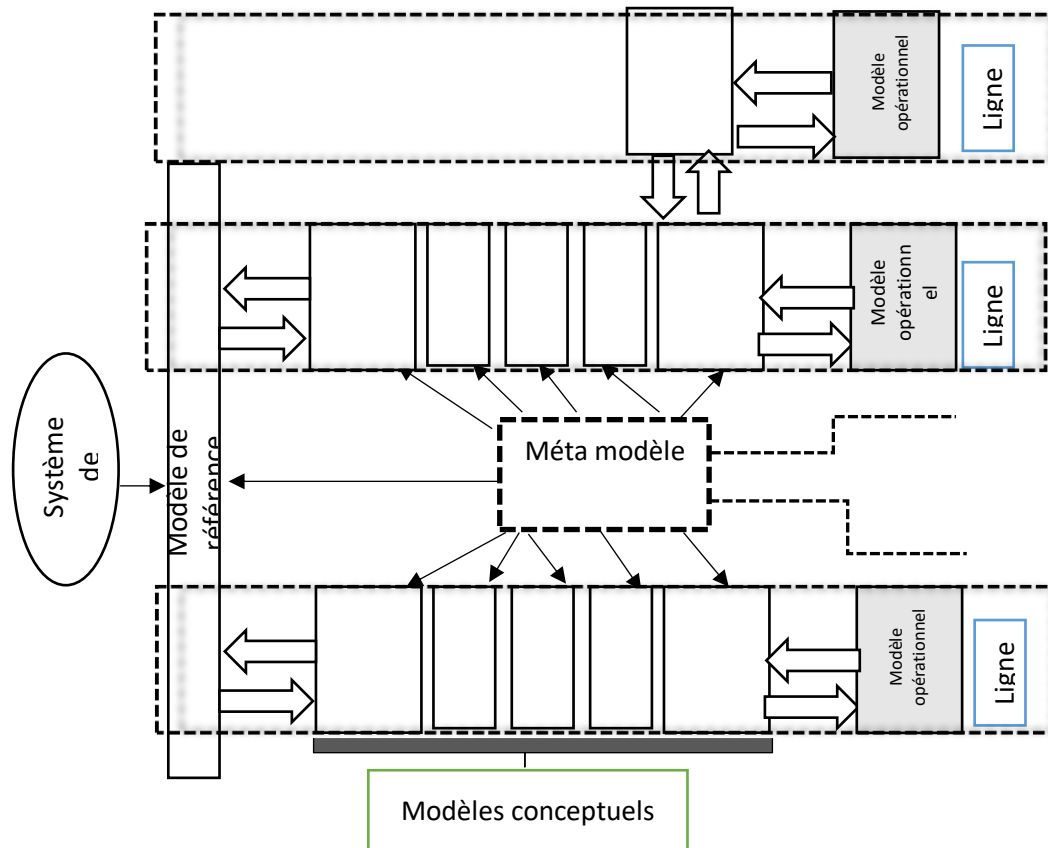 Modèle
opérationnel
Ligne
Modèle
opérationn
el
Ligne
Système
de
Modèle de
référence
Méta modèle
Modèle
opérationnel
Ligne
Modèles conceptuels